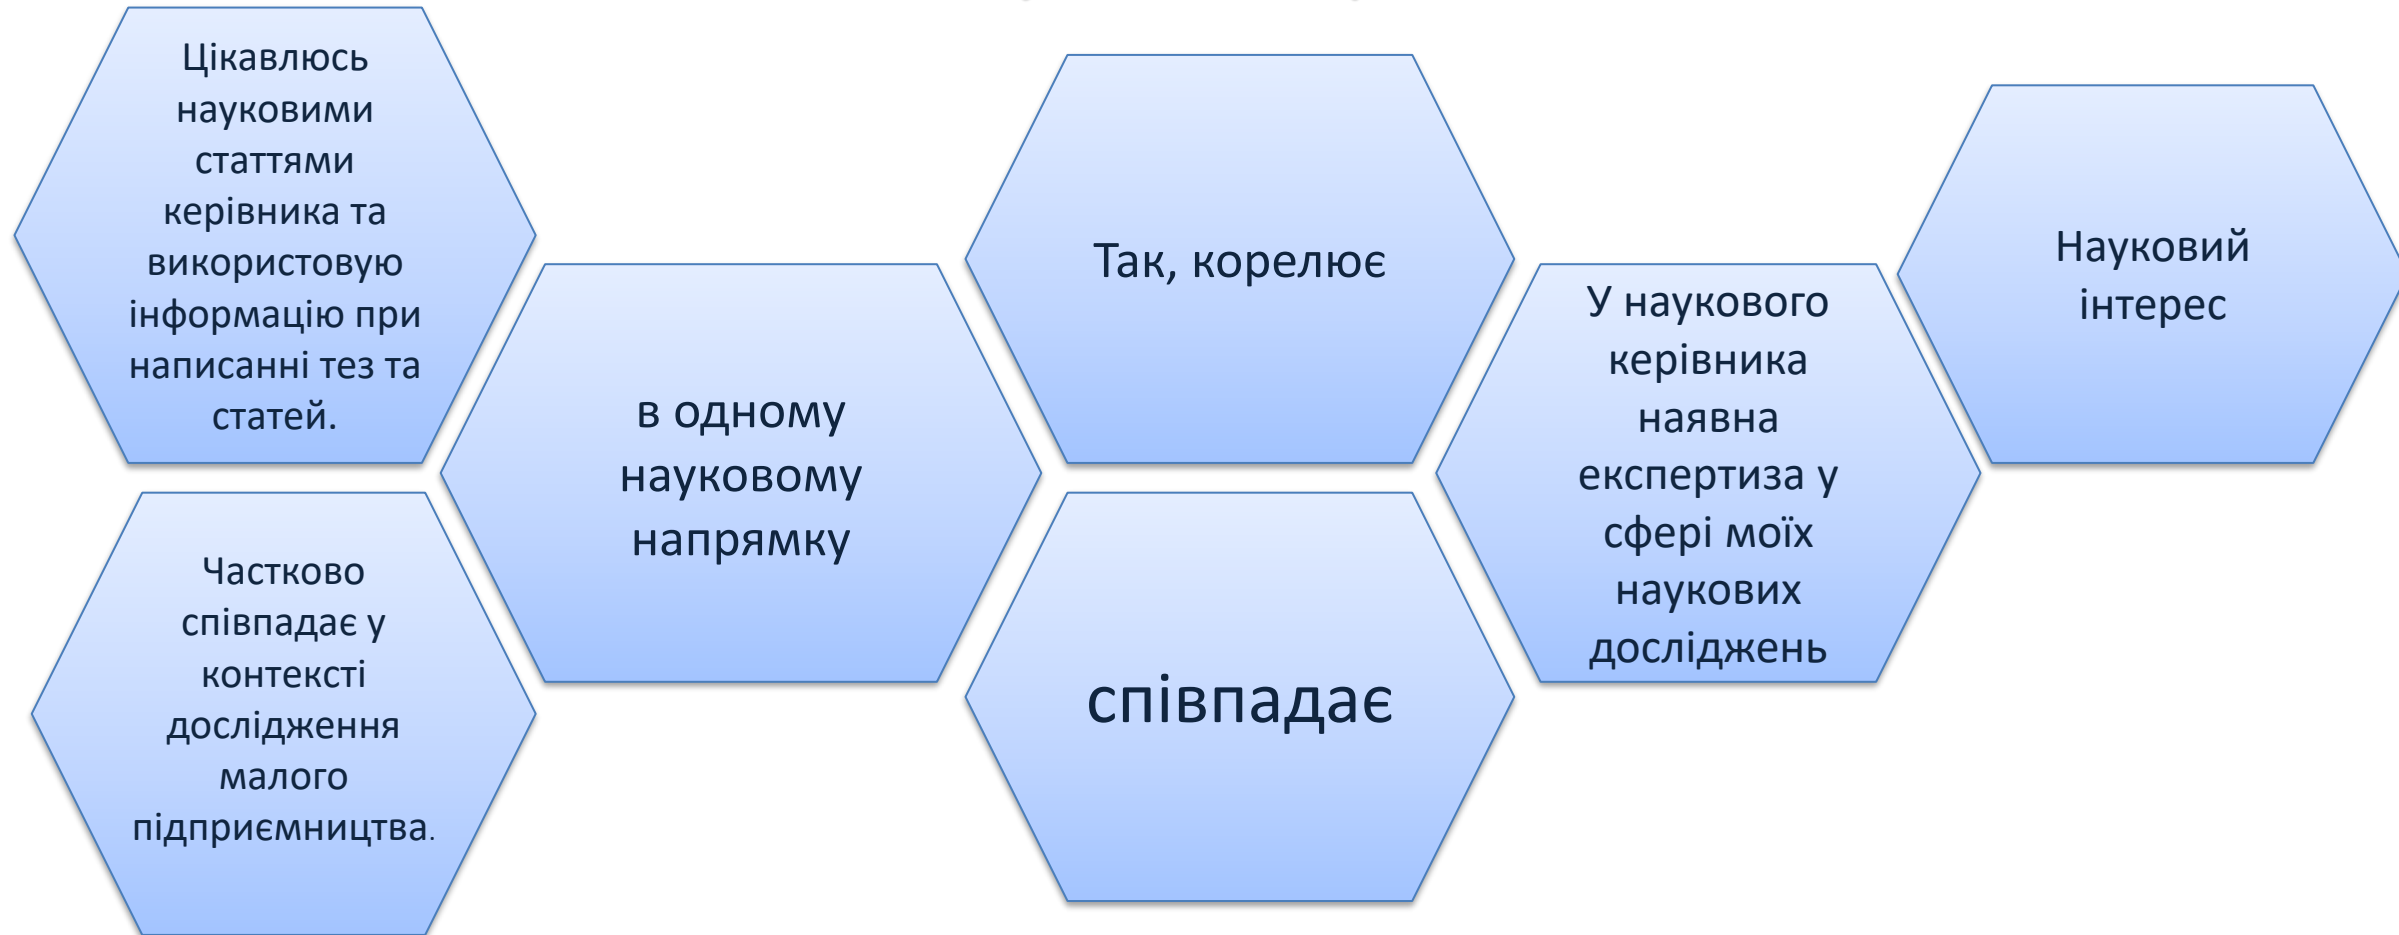 Цікавлюсь
науковими
статтями
керівника та
використовую
інформацію при
написанні тез та
статей.
Частково
співпадає у
контексті
дослідження
малого
підприємництва.
в одному
науковому
напрямку
Так, корелює
співпадає
У наукового
керівника
наявна
експертиза у
сфері моїх
наукових
досліджень
Науковий
інтерес